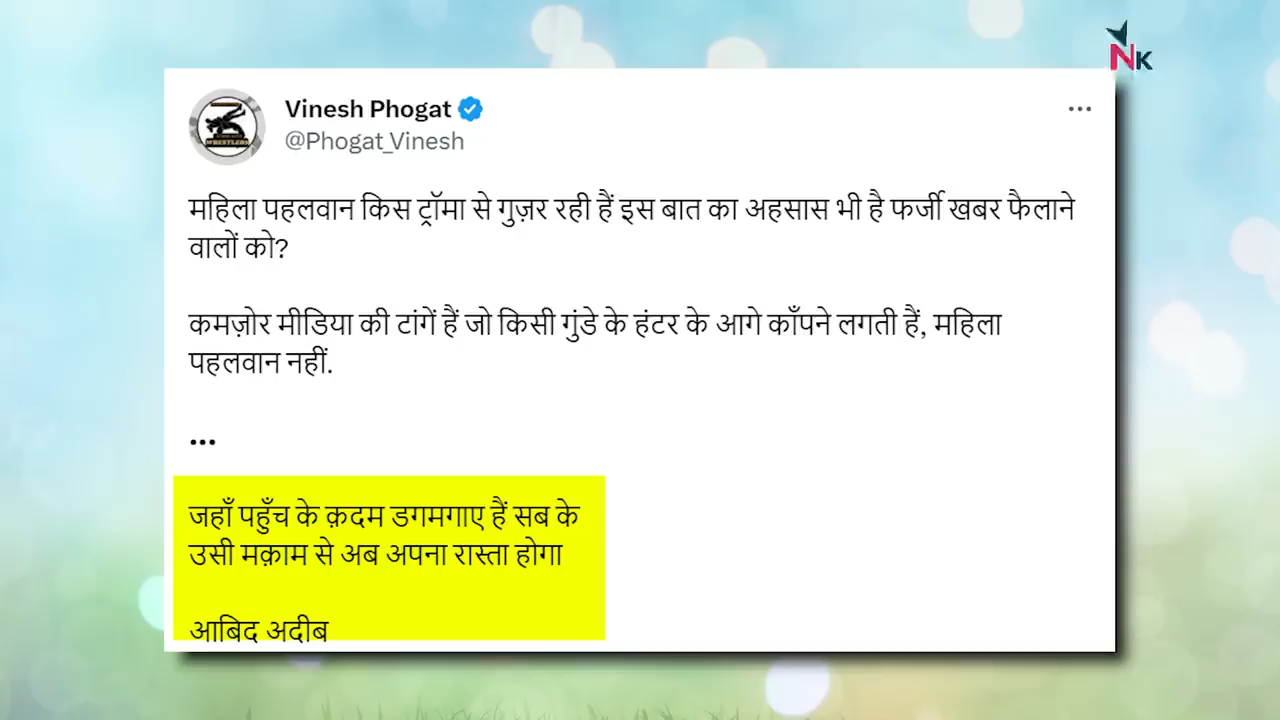 NK
Vinesh Phogat
@Phogat_Vinesh
महिला पहलवान किस ट्रॉमा से गुज़र रही हैं इस बात का अहसास भी है फर्जी खबर फैलाने
वालों को?
कमज़ोर मीडिया की टांगें हैं जो किसी गुंडे के हंटर के आगे काँपने लगती हैं, महिला
पहलवान नहीं.
...
जहाँ पहुँच के क़दम डगमगाए हैं सब के
उसी मक़ाम से अब अपना रास्ता होगा
आबिद अदीब